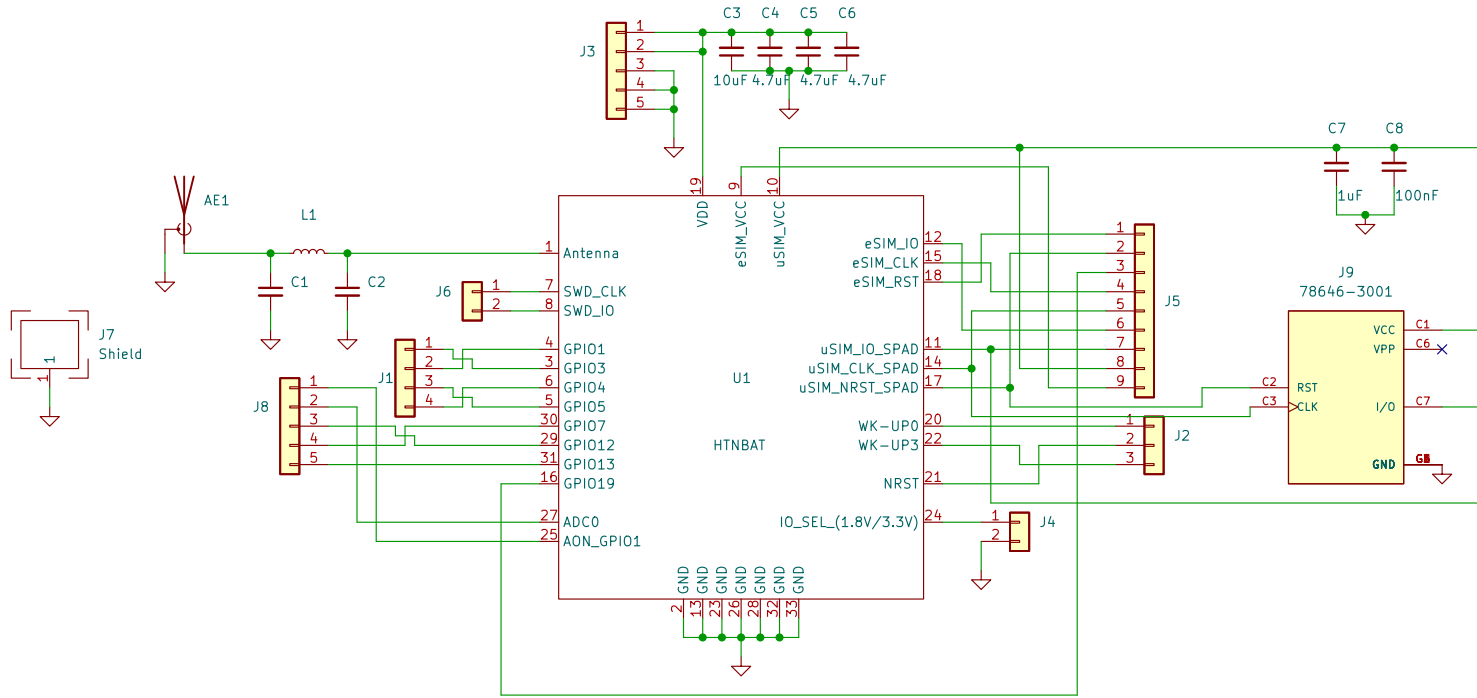 C3 C4 C5 C6
J3
1
2
3
4
5
10uF 4.7uF 4.7uF 4.7uF
C7 C8
1uF 100nF
AE1
L1
C1 C2
J7
Shield
1
1
J6
1
2
J1
1
2
3
4
J8
1
2
3
4
5
19 9 10
VDD eSIM_VCC uSIM_VCC
1 Antenna
7 SWD_CLK
8 SWD_IO
4 GPIO1
3 GPIO3
6 GPIO4
5 GPIO5
30 GPIO7
29 GPIO12
31 GPIO13
16 GPIO19
27 ADC0
25 AON_GPIO1
U1
HTNBAT
eSIM_IO 12
eSIM_CLK 15
eSIM_RST 18
uSIM_IO_SPAD 11
uSIM_CLK_SPAD 14
uSIM_NRST_SPAD 17
WK-UP0 20
WK-UP3 22
NRST 21
IO_SEL_(1.8V/3.3V) 24
GND GND GND GND GND GND GND
2 13 23 26 28 32 33
J5
1
2
3
4
5
6
7
8
9
J2
1
2
3
J4
1
2
J9
78646-3001
VCC C1
VPP C6
C2 RST
C3 CLK
I/O C7
GND